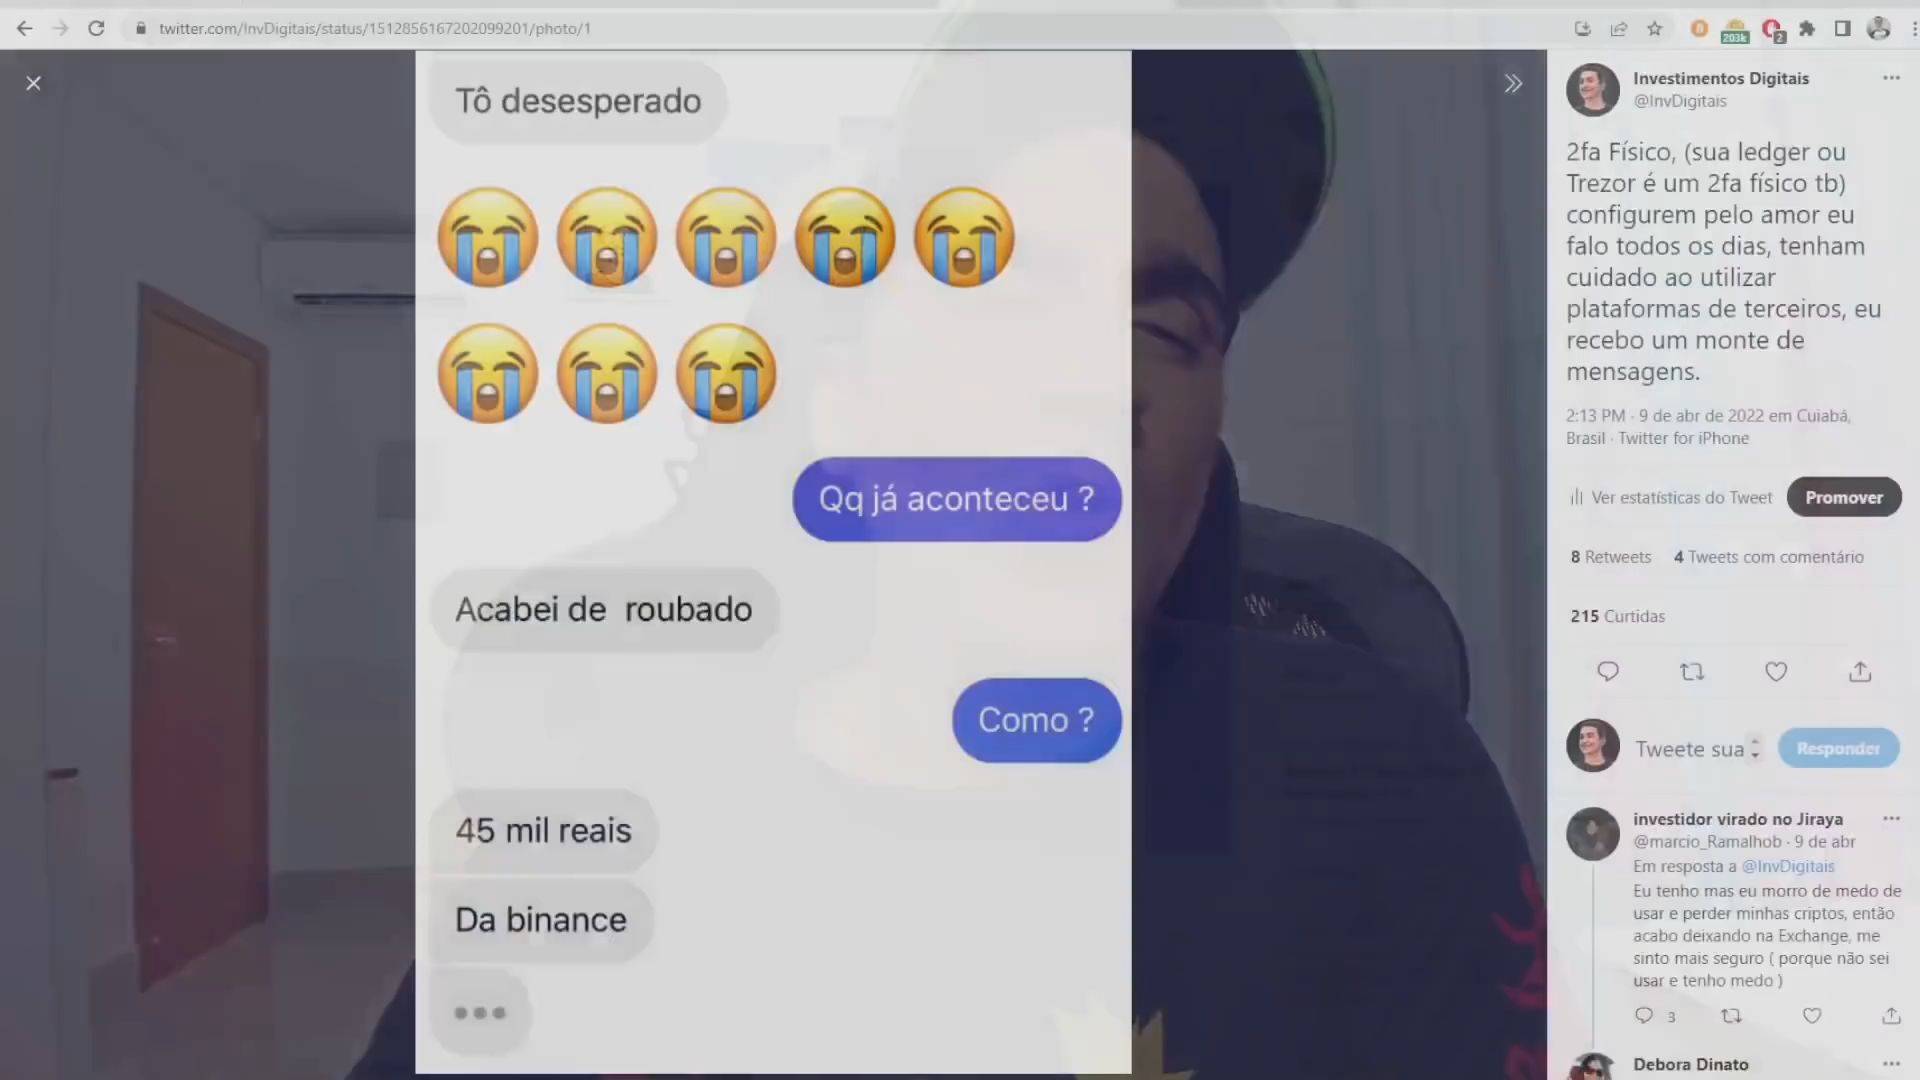 twitter.com/InvDigitais/status/1512856167202099201/photo/1
203k
2
Tô desesperado
Qq já aconteceu ?
Acabei de  roubado
Como ?
45 mil reais
Da binance
Investimentos Digitais
@InvDigitais
2fa Físico, (sua ledger ou
Trezor é um 2fa físico tb)
configurem pelo amor eu
falo todos os dias, tenham
cuidado ao utilizar
plataformas de terceiros, eu
recebo um monte de
mensagens.
2:13 PM · 9 de abr de 2022 em Cuiabá,
Brasil · Twitter for iPhone
Ver estatísticas do Tweet
Promover
8 Retweets 4 Tweets com comentário
215 Curtidas
Tweete sua
Responder
investidor virado no Jiraya
@marcio_Ramalhob · 9 de abr
Em resposta a @InvDigitais
Eu tenho mas eu morro de medo de
usar e perder minhas criptos, então
acabo deixando na Exchange, me
sinto mais seguro ( porque não sei
usar e tenho medo )
3
Debora Dinato